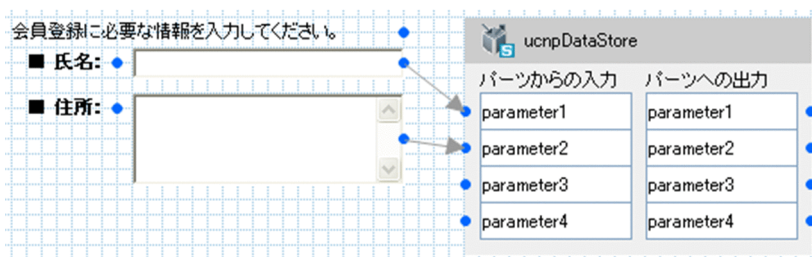 会員登録に必要な情報を入力してください。
■ 氏名:
■ 住所:
ucnpDataStore
パーツからの入力 パーツへの出力
parameter1 parameter1
parameter2 parameter2
parameter3 parameter3
parameter4 parameter4